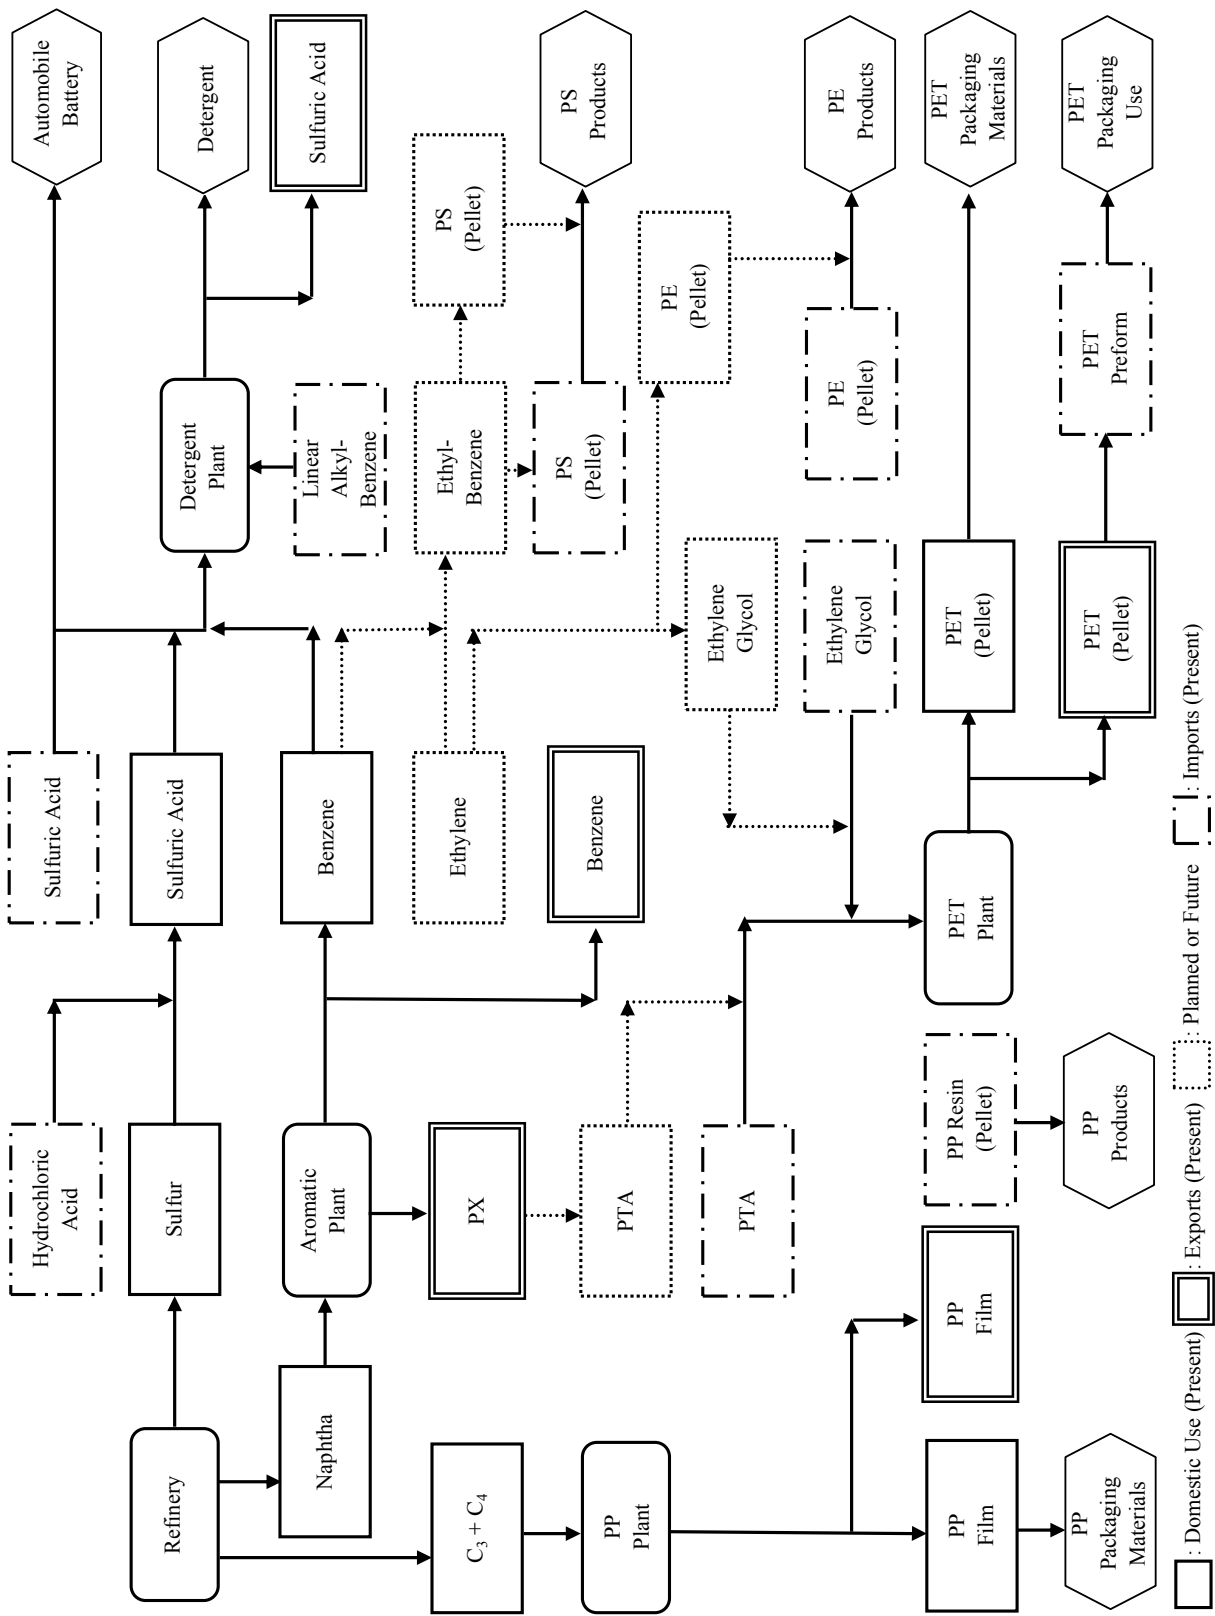 Automobile
Battery
Detergent
Sulfuric Acid
PS
Products
PE
Products
PET
Packaging
Materials
PET
Packaging
Use
PS
(Pellet)
PE
(Pellet)
Detergent
Plant
Linear
Alkyl-
Benzene
Ethyl-
Benzene
PS
(Pellet)
PE
(Pellet)
PET
Preform
Ethylene
Glycol
Ethylene
Glycol
PET
(Pellet)
PET
(Pellet)
Sulfuric Acid
Sulfuric Acid
Benzene
Ethylene
Benzene
PET
Plant
Hydrochloric
Acid
Sulfur
Aromatic
Plant
PX
PTA
PTA
PP Resin
(Pellet)
PP
Products
Refinery
Naphtha
C3 + C4
PP
Plant
PP
Film
PP
Film
PP
Packaging
Materials
: Domestic Use (Present)
: Exports (Present)
: Planned or Future
: Imports (Present)